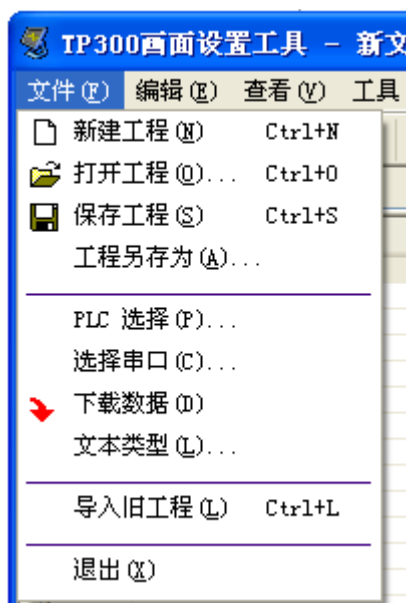 TP300画面设置工具 - 新文
文件(F) 编辑(E) 查看(V) 工具
新建工程(N) Ctrl+N
打开工程(O)... Ctrl+O
保存工程(S) Ctrl+S
工程另存为(A)...
PLC 选择(P)...
选择串口(C)...
下载数据(D)
文本类型(L)...
导入旧工程(L) Ctrl+L
退出(X)